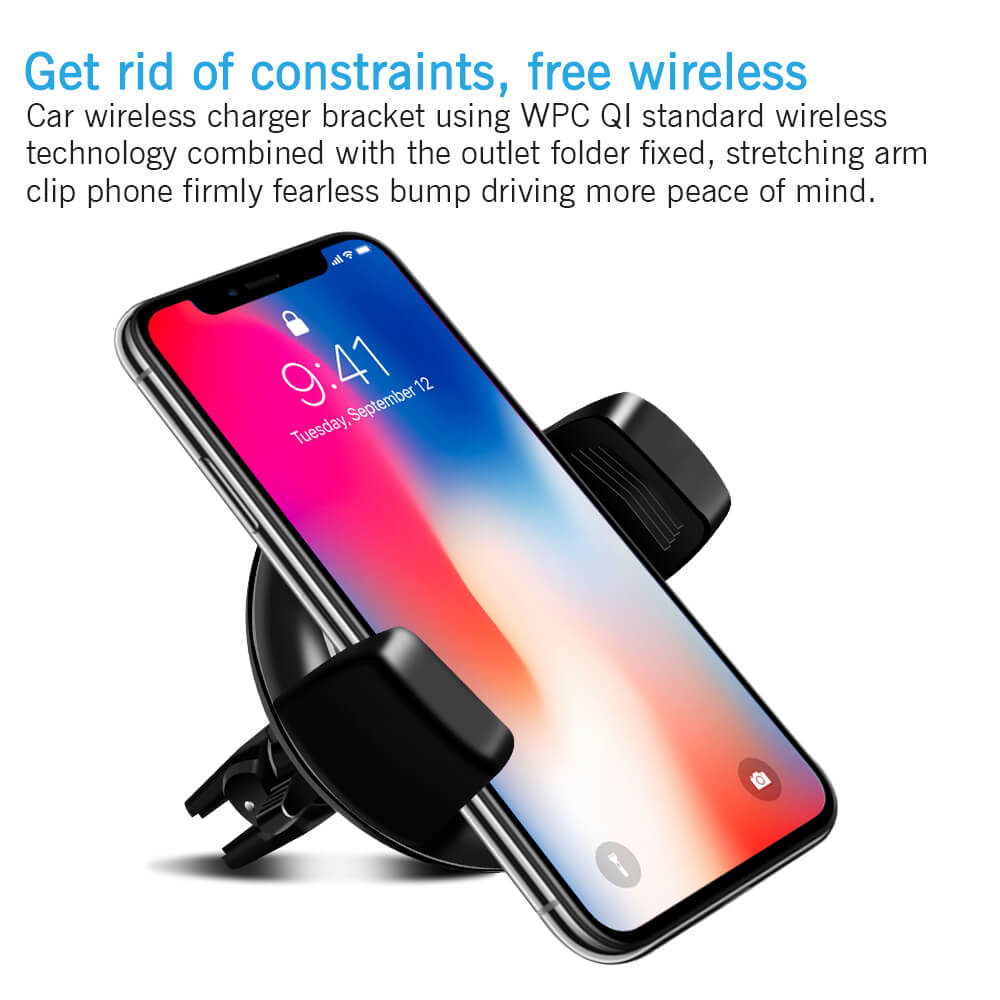 Get rid of constraints, free wireless
Car wireless charger bracket using WPC QI standard wireless
technology combined with the outlet folder fixed, stretching arm
clip phone firmly fearless bump driving more peace of mind.
9:41
Tuesday, September 12